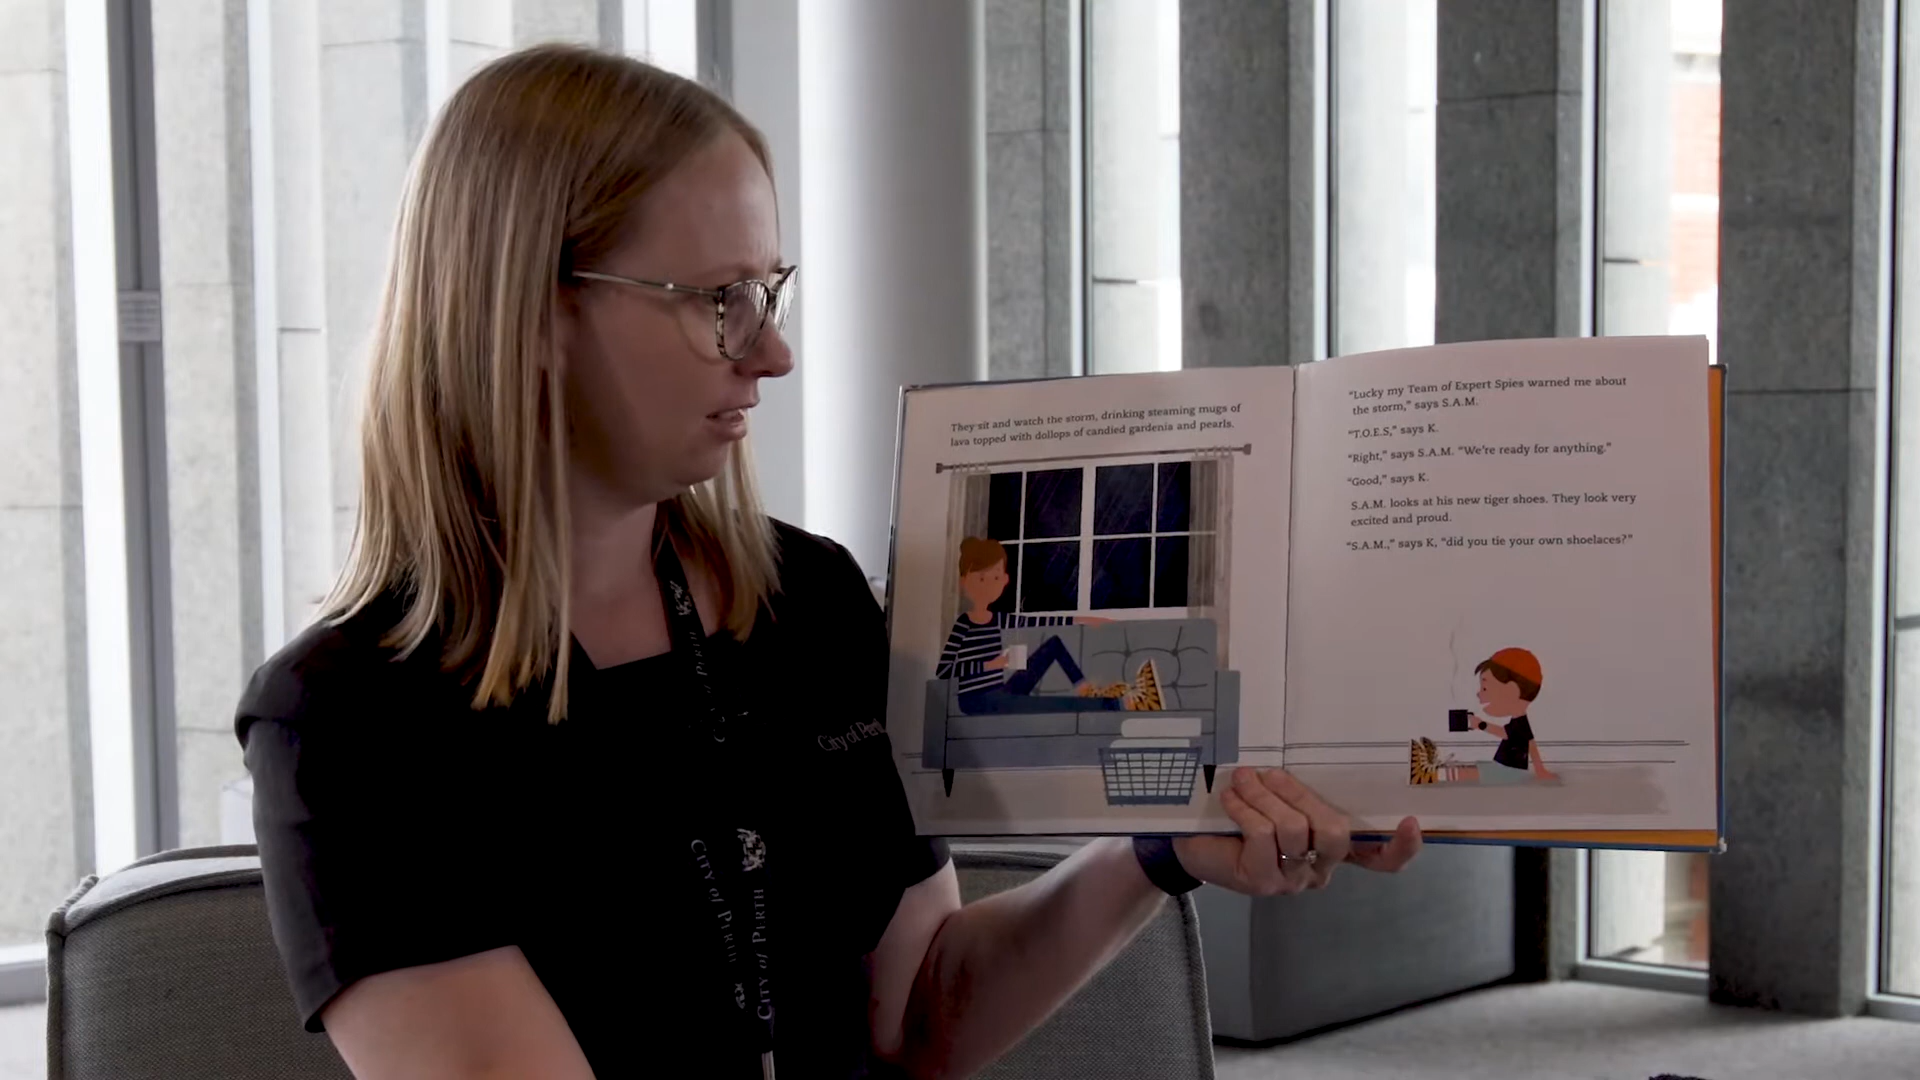 They sit and watch the storm, drinking steaming mugs of
lava topped with dollops of candied gardenia and pearls.
“Lucky my Team of Expert Spies warned me about
the storm,” says S.A.M.
“T.O.E.S,” says K.
“Right,” says S.A.M. “We’re ready for anything.”
“Good,” says K.
S.A.M. looks at his new tiger shoes. They look very
excited and proud.
“S.A.M.,” says K, “did you tie your own shoelaces?”
City of Perth
CITY of PERTH
CITY of PERTH